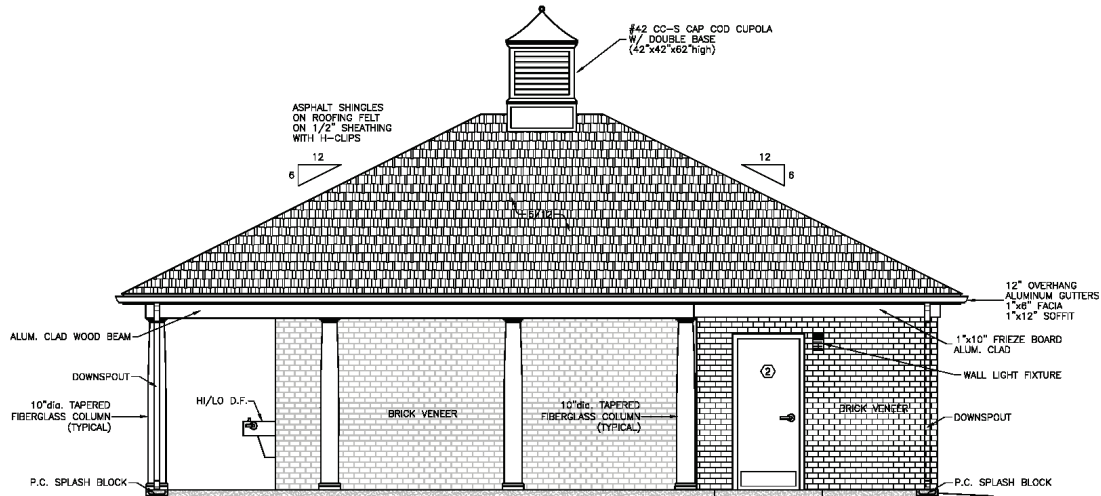 #42 CC-S CAP COD CUPOLA
W/ DOUBLE BASE
(42"x42"x62"high)
ASPHALT SHINGLES
ON ROOFING FELT
ON 1/2" SHEATHING
WITH H-CLIPS
12
6
12
6
6/12
12" OVERHANG
ALUMINUM GUTTERS
1"x6" FACIA
1"x12" SOFFIT
ALUM. CLAD WOOD BEAM
1"x10" FRIEZE BOARD
ALUM. CLAD
DOWNSPOUT
2
WALL LIGHT FIXTURE
10"dia. TAPERED
FIBERGLASS COLUMN
(TYPICAL)
HI/LO D.F.
BRICK VENEER
10"dia. TAPERED
FIBERGLASS COLUMN
(TYPICAL)
BRICK VENEER
DOWNSPOUT
P.C. SPLASH BLOCK
P.C. SPLASH BLOCK